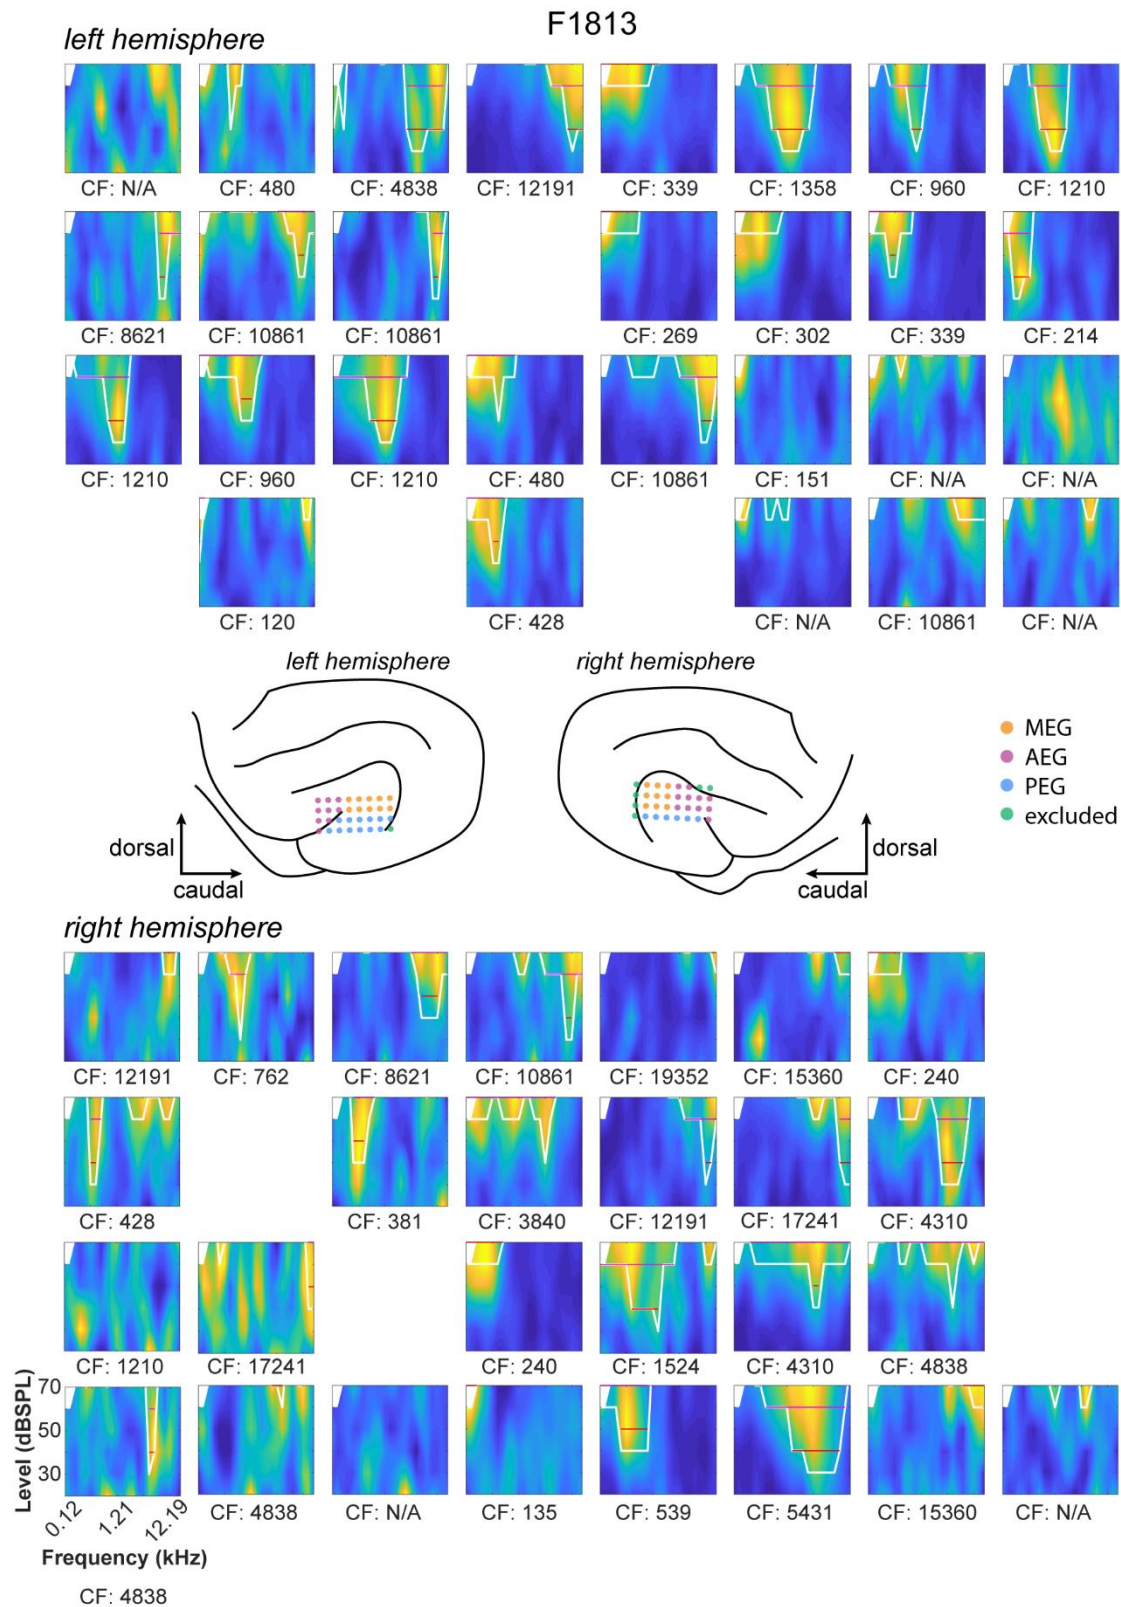 F1813
left hemisphere
CF: N/A CF: 480 CF: 4838 CF: 12191 CF: 339 CF: 1358 CF: 960 CF: 1210
CF: 8621 CF: 10861 CF: 10861 CF: 269 CF: 302 CF: 339 CF: 214
CF: 1210 CF: 960 CF: 1210 CF: 480 CF: 10861 CF: 151 CF: N/A CF: N/A
CF: 120 CF: 428 CF: N/A CF: 10861 CF: N/A
left hemisphere right hemisphere
MEG
AEG
PEG
excluded
dorsal dorsal
caudal caudal
right hemisphere
CF: 12191 CF: 762 CF: 8621 CF: 10861 CF: 19352 CF: 15360 CF: 240
CF: 428 CF: 381 CF: 3840 CF: 12191 CF: 17241 CF: 4310
CF: 1210 CF: 17241 CF: 240 CF: 1524 CF: 4310 CF: 4838
Level (dBSPL)
70
50
30
0.12 1.21 12.19
CF: 4838 CF: N/A CF: 135 CF: 539 CF: 5431 CF: 15360 CF: N/A
Frequency (kHz)
CF: 4838